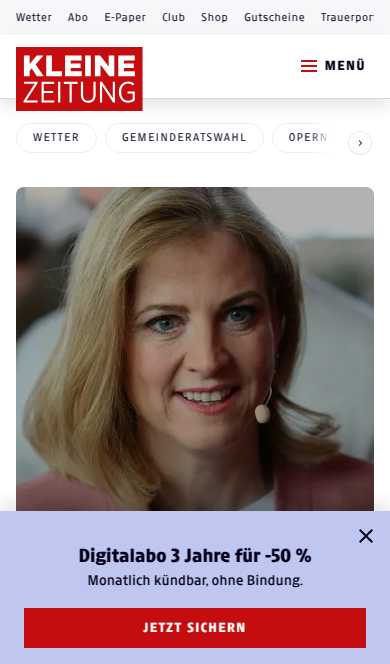 Wetter Abo E-Paper Club Shop Gutscheine Trauerpor
KLEINE
ZEITUNG
MENÜ
WETTER GEMEINDERATSWAHL OPERN
Digitalabo 3 Jahre für -50 %
Monatlich kündbar, ohne Bindung.
JETZT SICHERN